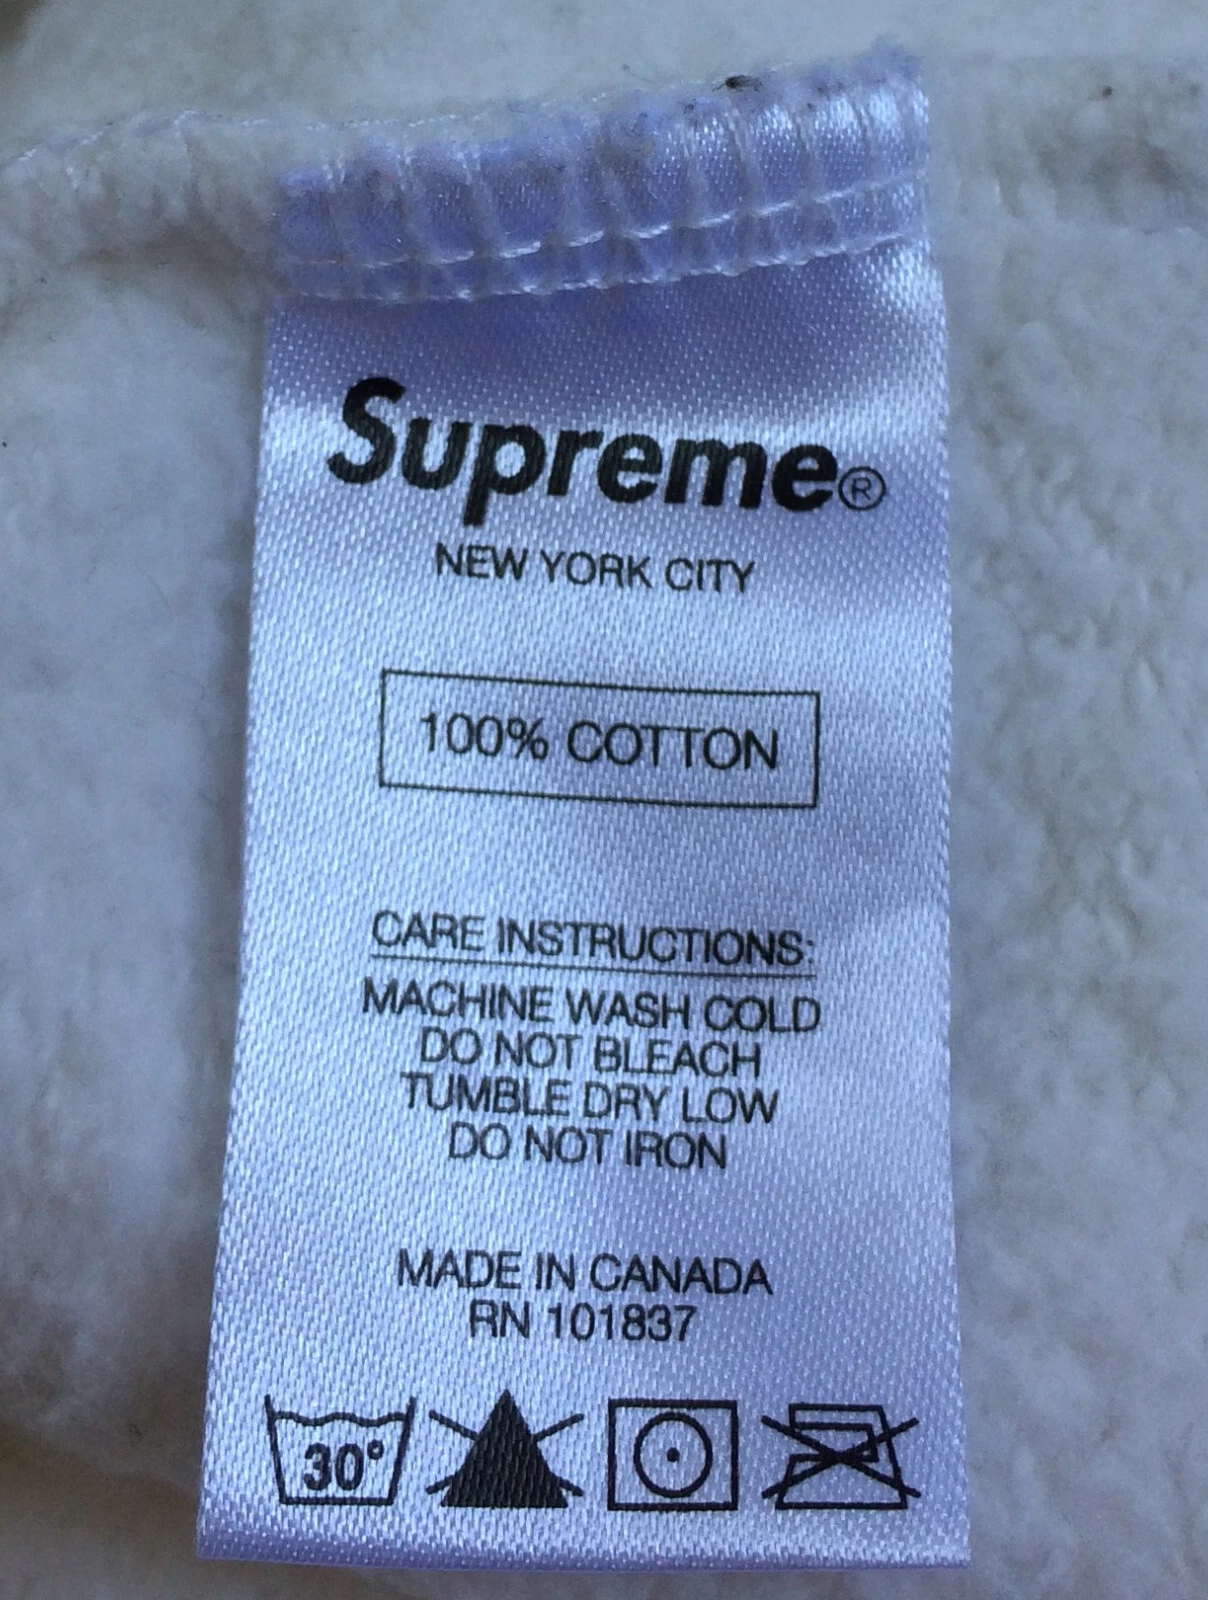 Supreme®
NEW YORK CITY
100% COTTON
CARE INSTRUCTIONS:
MACHINE WASH COLD
DO NOT BLEACH
TUMBLE DRY LOW
DO NOT IRON
MADE IN CANADA
RN 101837
30°